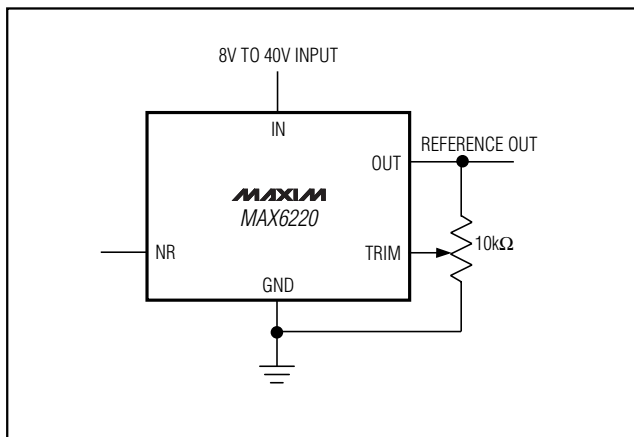 8V TO 40V INPUT
IN
REFERENCE OUT
OUT
MAXIM
MAX6220
10kΩ
NR
TRIM
GND